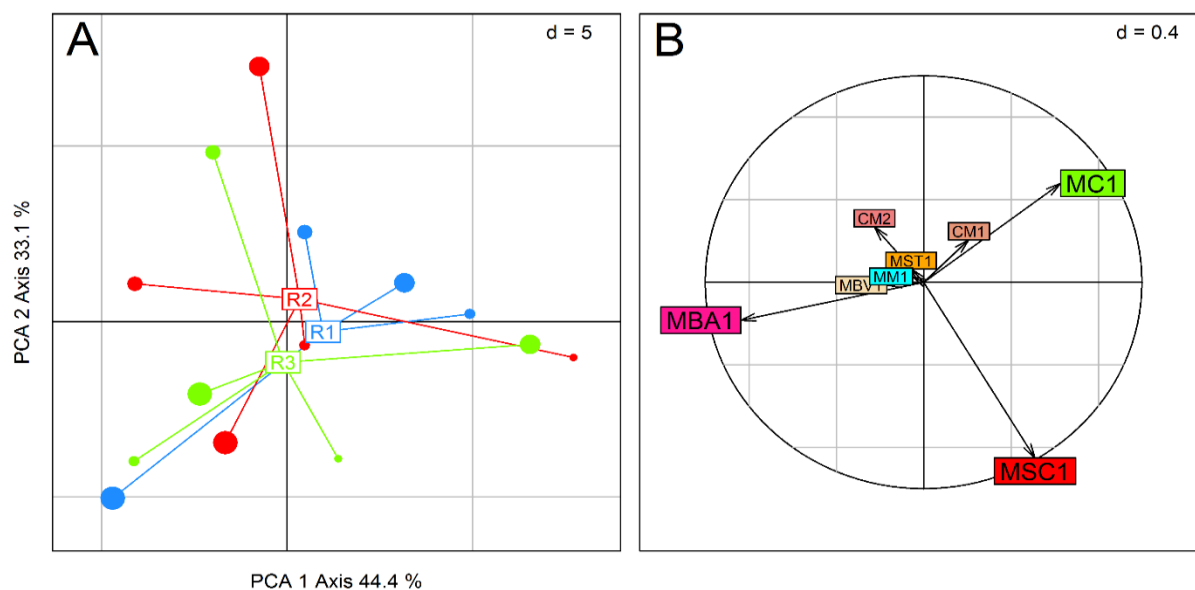 A
d = 5
B
d = 0.4
PCA 2 Axis 33.1 %
R2
R1
R3
MC1
CM2
CM1
MST1
MM1
MBV1
MBA1
MSC1
PCA 1 Axis 44.4 %